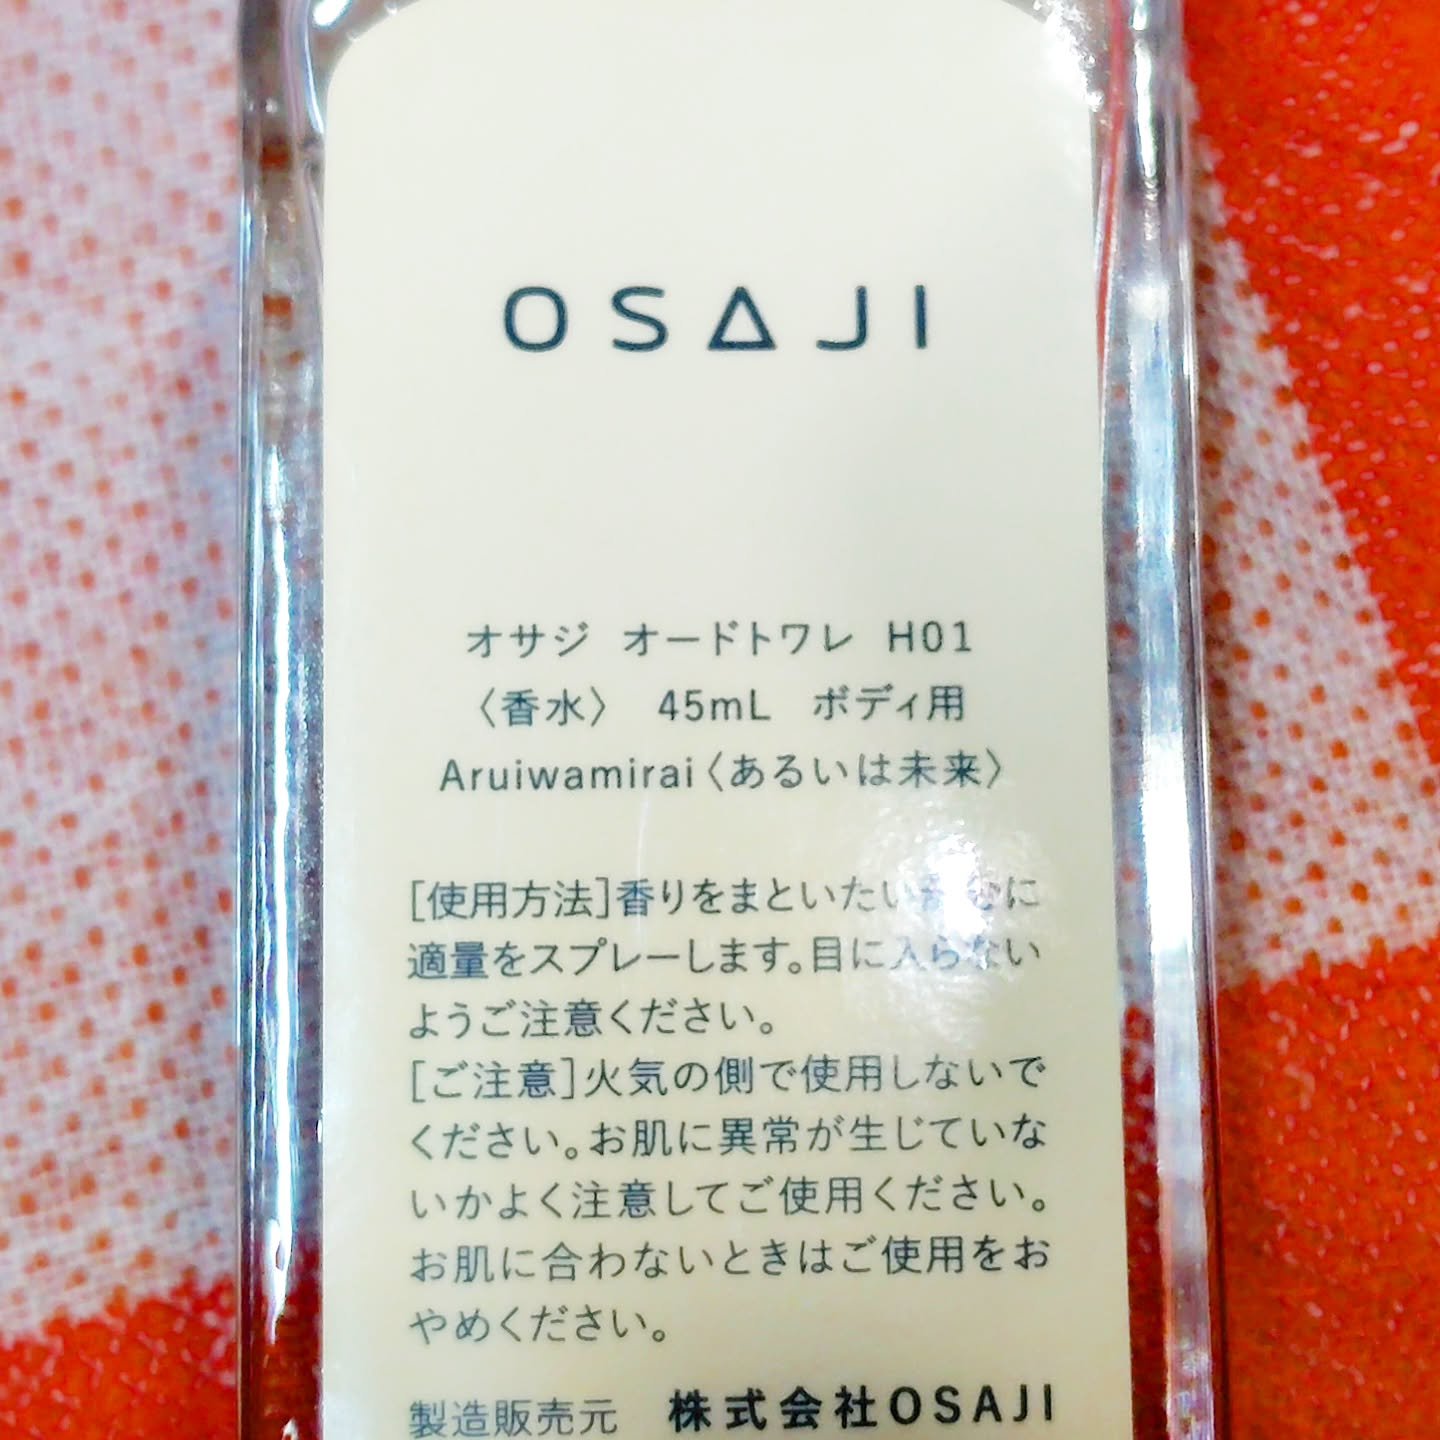 OSAJI
オサジ オードトワレ H01
〈香水〉 45mL ボディ用
Aruiwamirai〈あるいは未来〉
[使用方法]香りをまといたい部位に
適量をスプレーします。目に入らない
ようご注意ください。
[ご注意]火気の側で使用しないで
ください。お肌に異常が生じていな
いかよく注意してご使用ください。
お肌に合わないときはご使用をお
やめください。
製造販売元 株式会社OSAJI